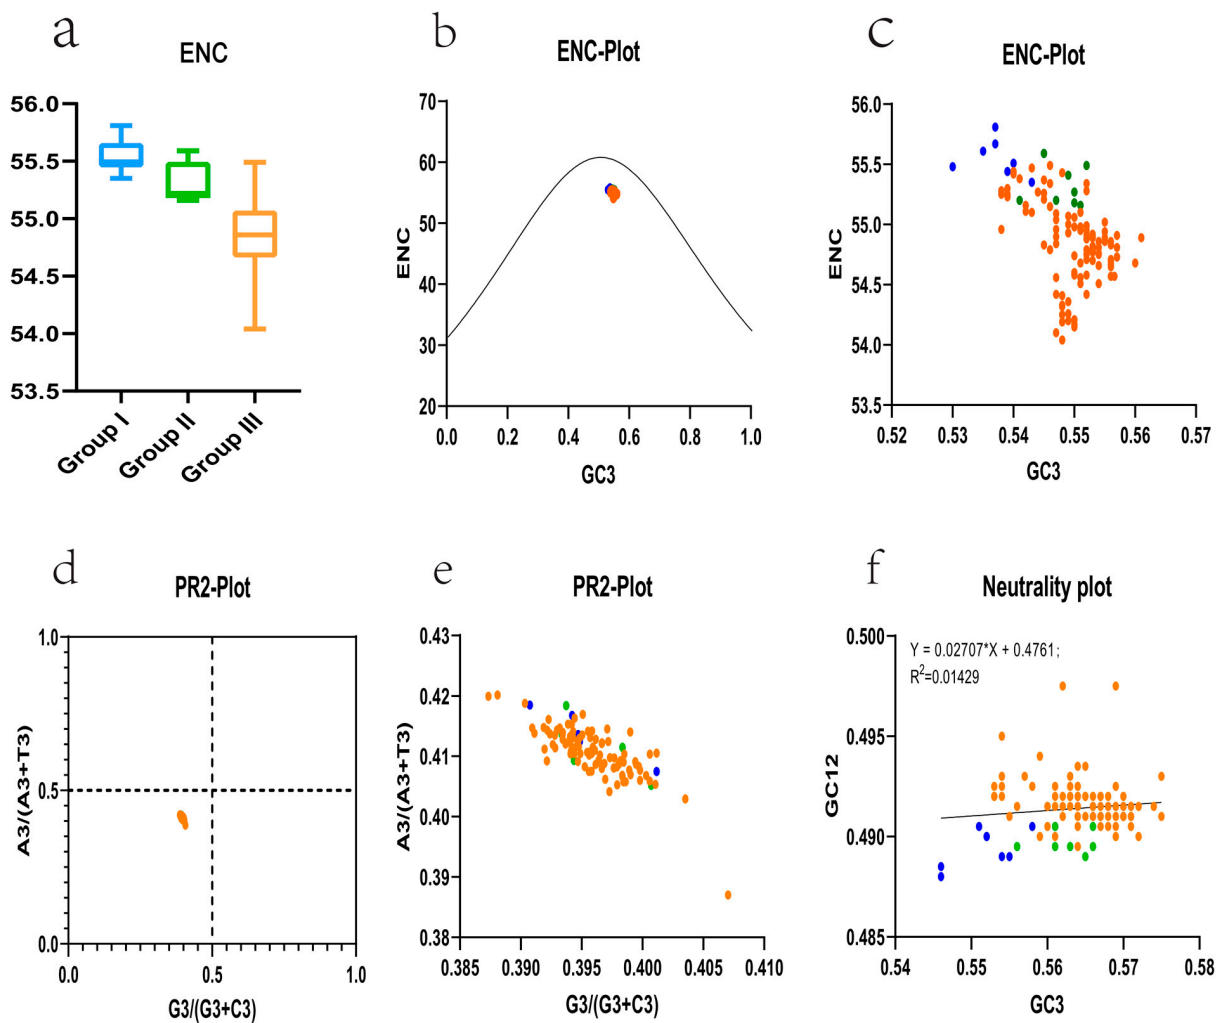 a
ENC
56.0
55.5
55.0
54.5
54.0
53.5
Group I
Group II
Group III
b
ENC-Plot
ENC
70
60
50
40
30
20
0.0 0.2 0.4 0.6 0.8 1.0
GC3
c
ENC-Plot
ENC
56.0
55.5
55.0
54.5
54.0
53.5
0.52 0.53 0.54 0.55 0.56 0.57
GC3
d
PR2-Plot
A3/(A3+T3)
1.0
0.5
0.0
0.0 0.5 1.0
G3/(G3+C3)
e
PR2-Plot
A3/(A3+T3)
0.43
0.42
0.41
0.40
0.39
0.38
0.385 0.390 0.395 0.400 0.405 0.410
G3/(G3+C3)
f
Neutrality plot
Y = 0.02707*X + 0.4761;
R²=0.01429
GC12
0.500
0.495
0.490
0.485
0.54 0.55 0.56 0.57 0.58
GC3